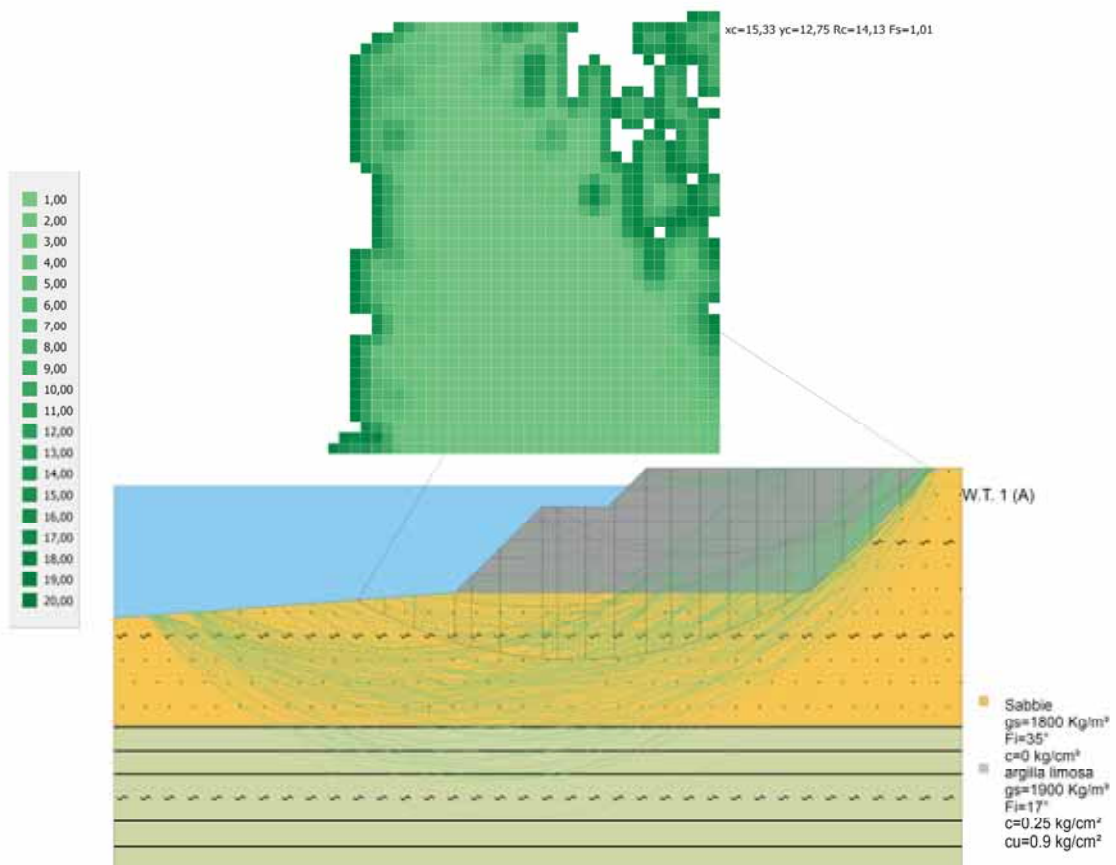 xc=15,33 yc=12,75 Rc=14,13 Fs=1,01
1,00
2,00
3,00
4,00
5,00
6,00
7,00
8,00
9,00
10,00
11,00
12,00
13,00
14,00
15,00
16,00
17,00
18,00
19,00
20,00
W.T. 1 (A)
Sabbie
gs=1800 Kg/m³
Fi=35°
c=0 kg/cm²
argilla limosa
gs=1900 Kg/m³
Fi=17°
c=0.25 kg/cm²
cu=0.9 kg/cm²